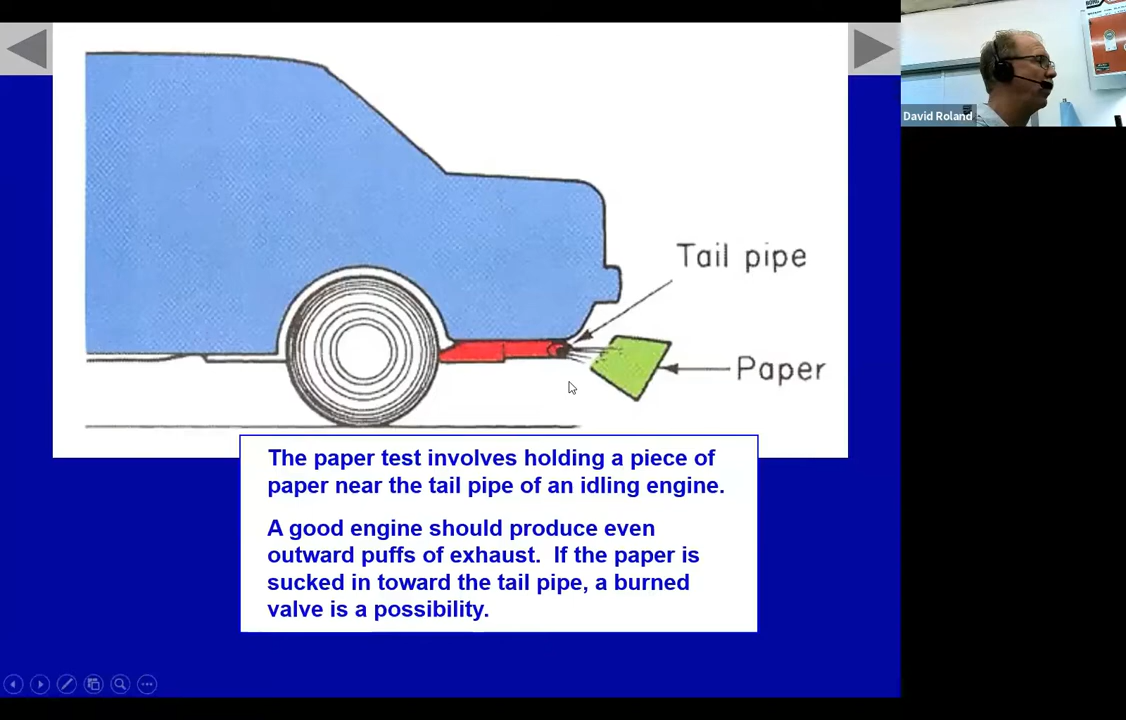 David Roland
Tail pipe
Paper
The paper test involves holding a piece of
paper near the tail pipe of an idling engine.
A good engine should produce even
outward puffs of exhaust.  If the paper is
sucked in toward the tail pipe, a burned
valve is a possibility.